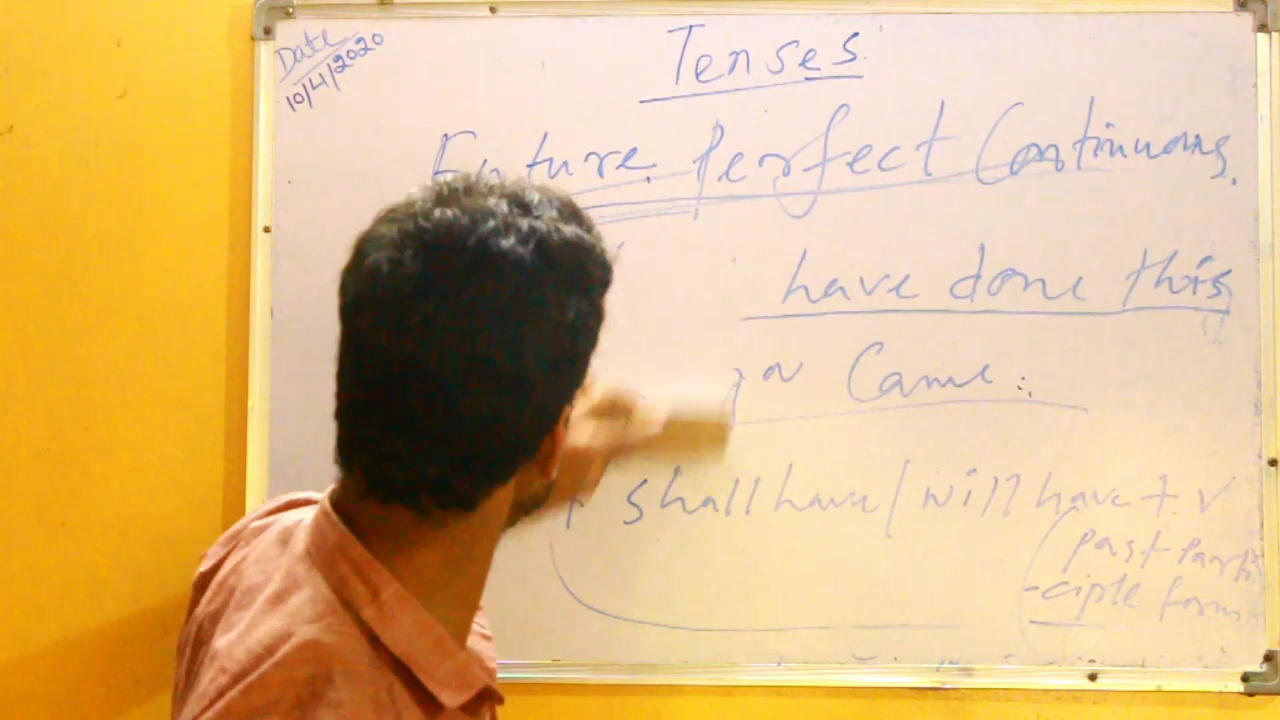 Date
10/4/2020
Tenses
Future Perfect Continuous.
have done this
Came.
shall have / will have + V
past parti
-ciple form